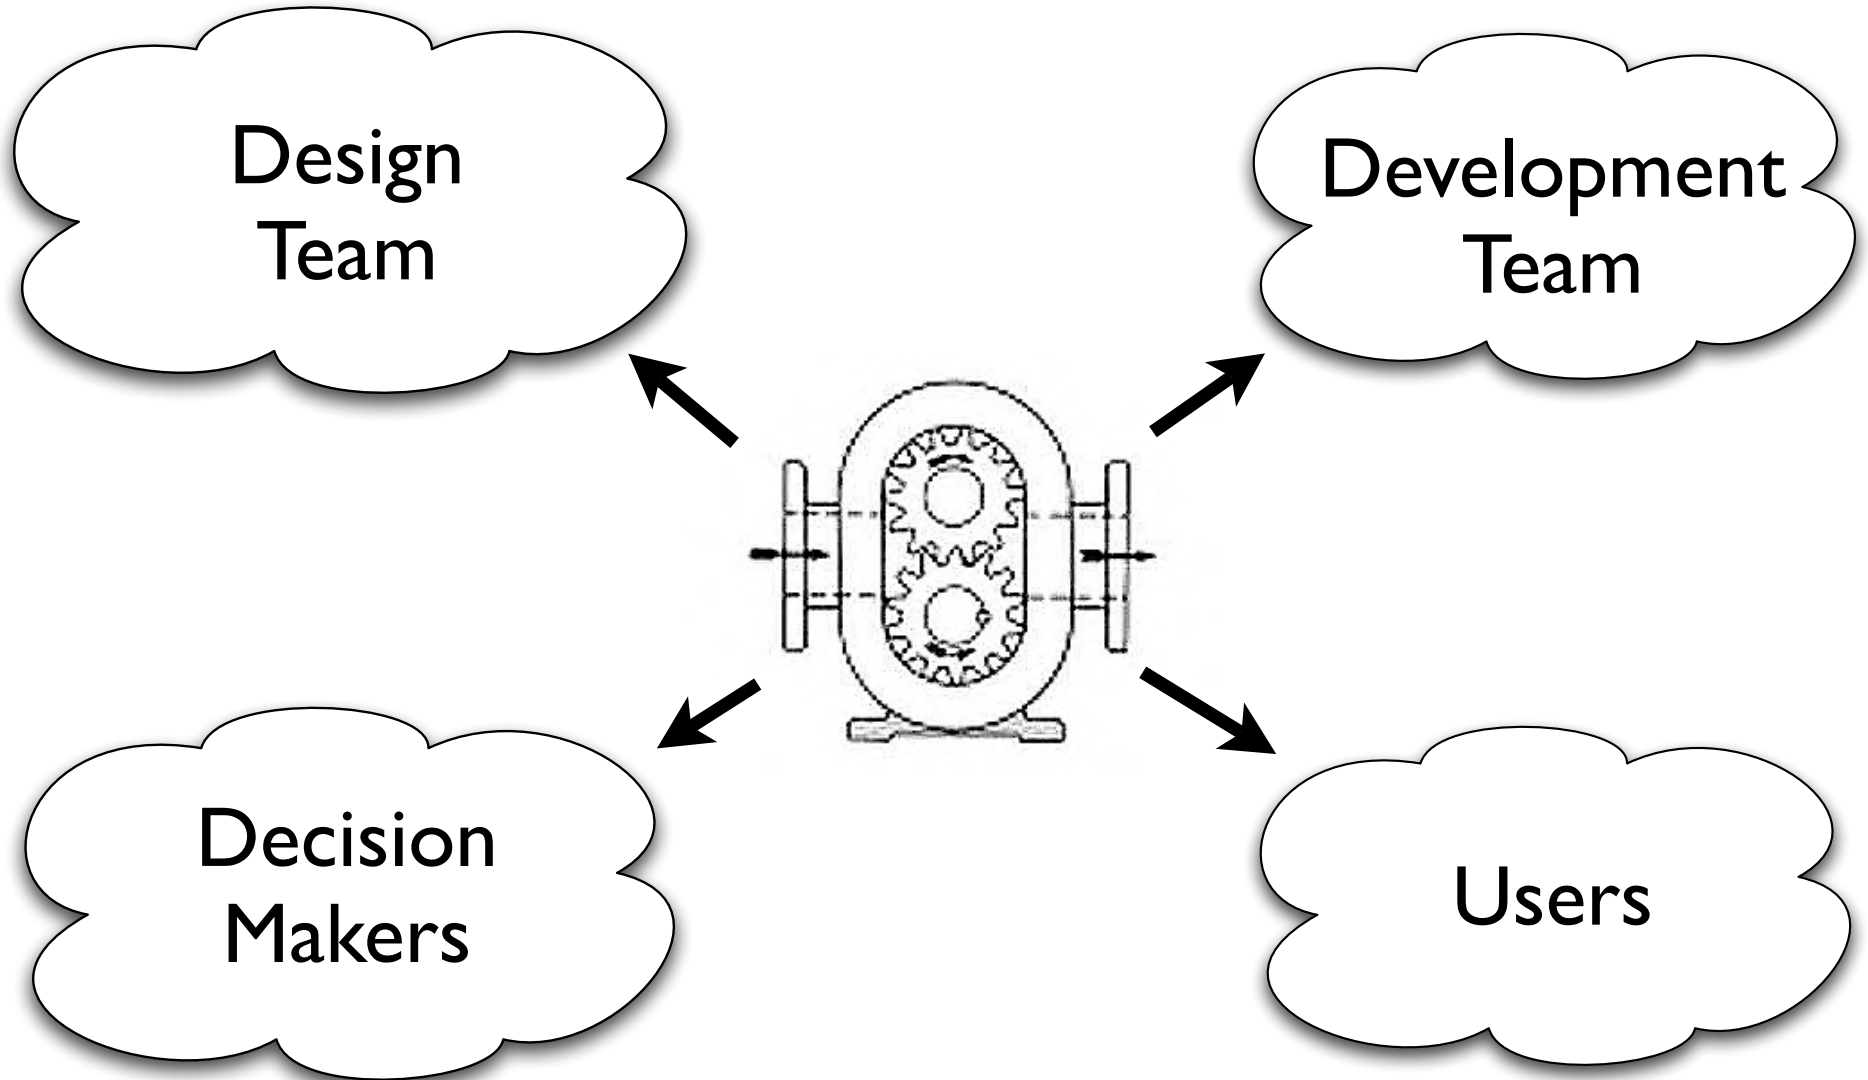 Design
Team
Development
Team
Decision
Makers
Users